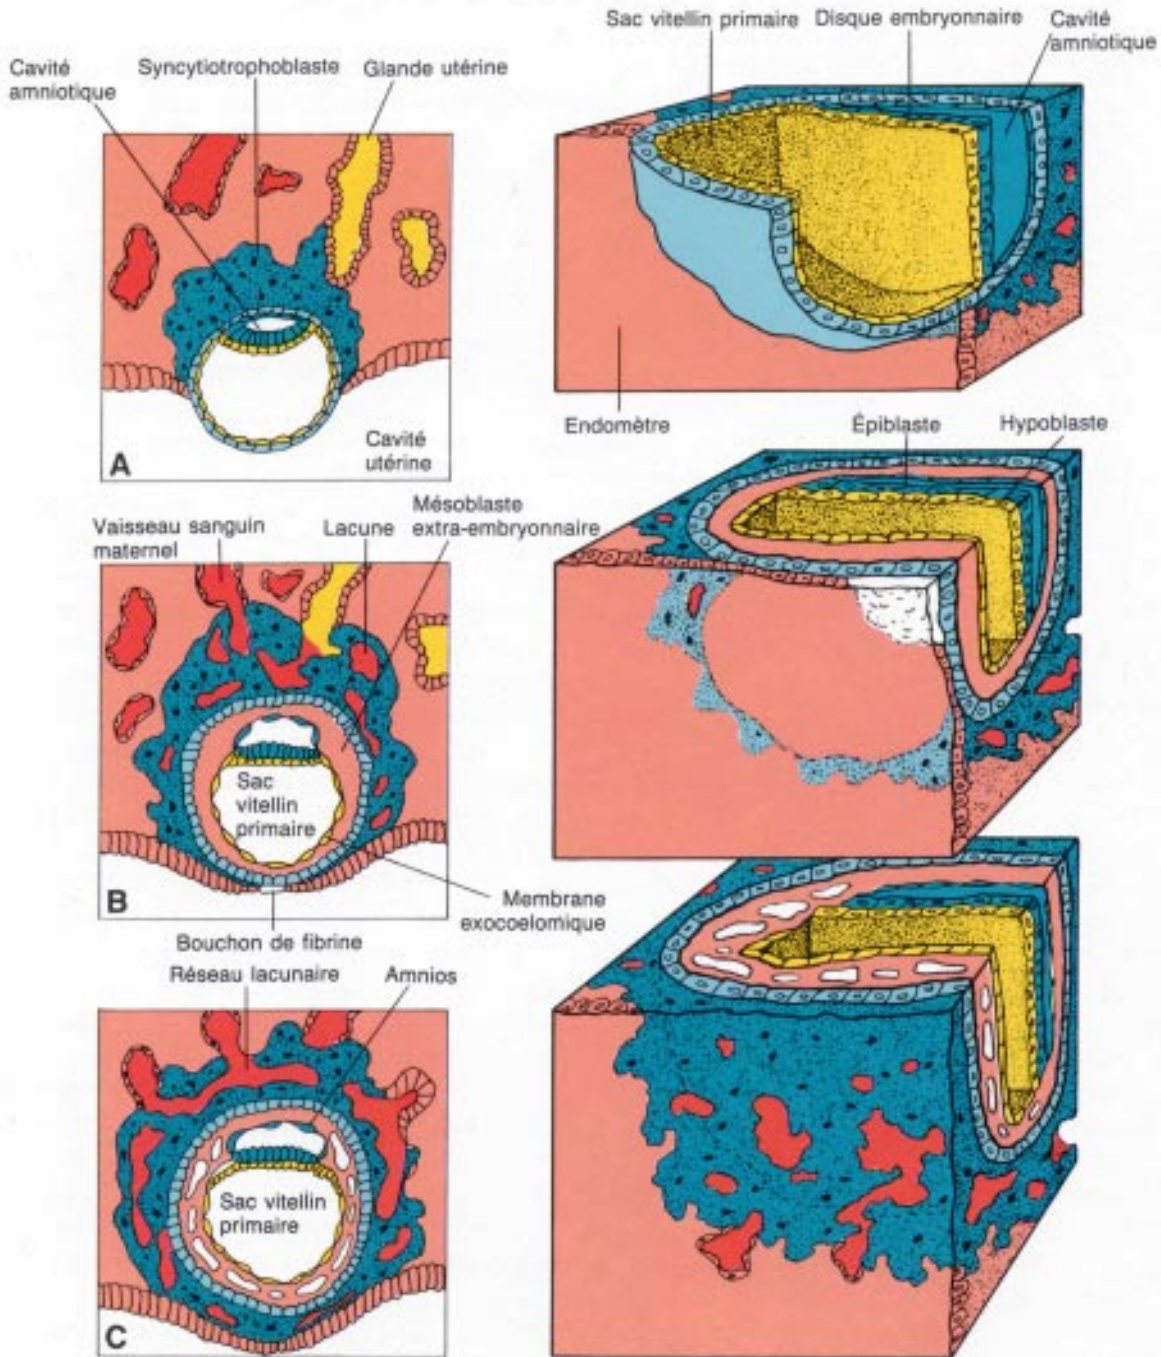 Sac vitellin primaire
Disque embryonnaire
Cavité
amniotique
Cavité
amniotique
Syncytiotrophoblaste
Glande utérine
Cavité
utérine
A
Endomètre
Épiblaste
Hypoblaste
Vaisseau sanguin
maternel
Lacune
Mésoblaste
extra-embryonnaire
Sac
vitellin
primaire
B
Membrane
exocoelomique
Bouchon de fibrine
Réseau lacunaire
Amnios
Sac vitellin
primaire
C